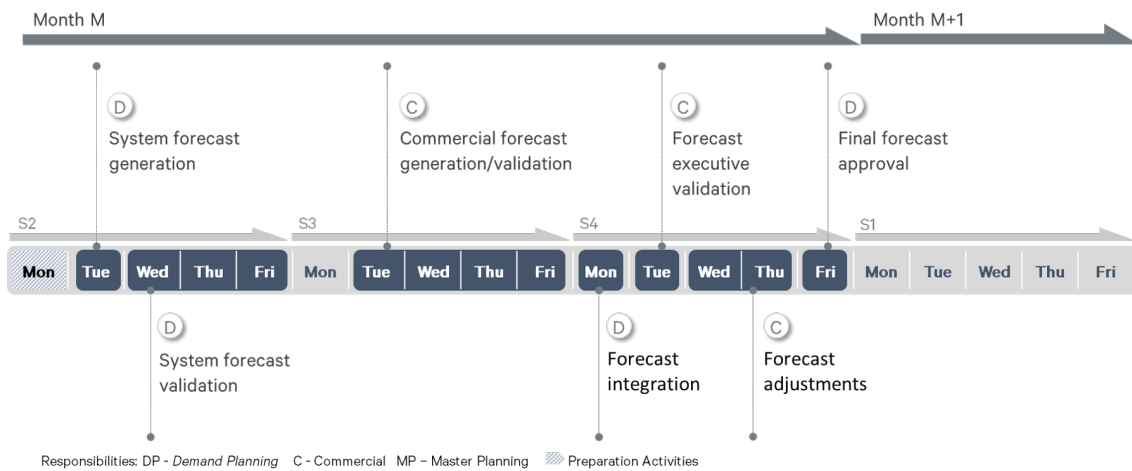 Month M
Month M+1
D
System forecast
generation
C
Commercial forecast
generation/validation
C
Forecast
executive
validation
D
Final forecast
approval
S2
S3
S4
S1
Mon Tue Wed Thu Fri Mon Tue Wed Thu Fri Mon Tue Wed Thu Fri Mon Tue Wed Thu Fri
D
System forecast
validation
D
Forecast
integration
C
Forecast
adjustments
Responsibilities: DP - Demand Planning C - Commercial MP – Master Planning Preparation Activities